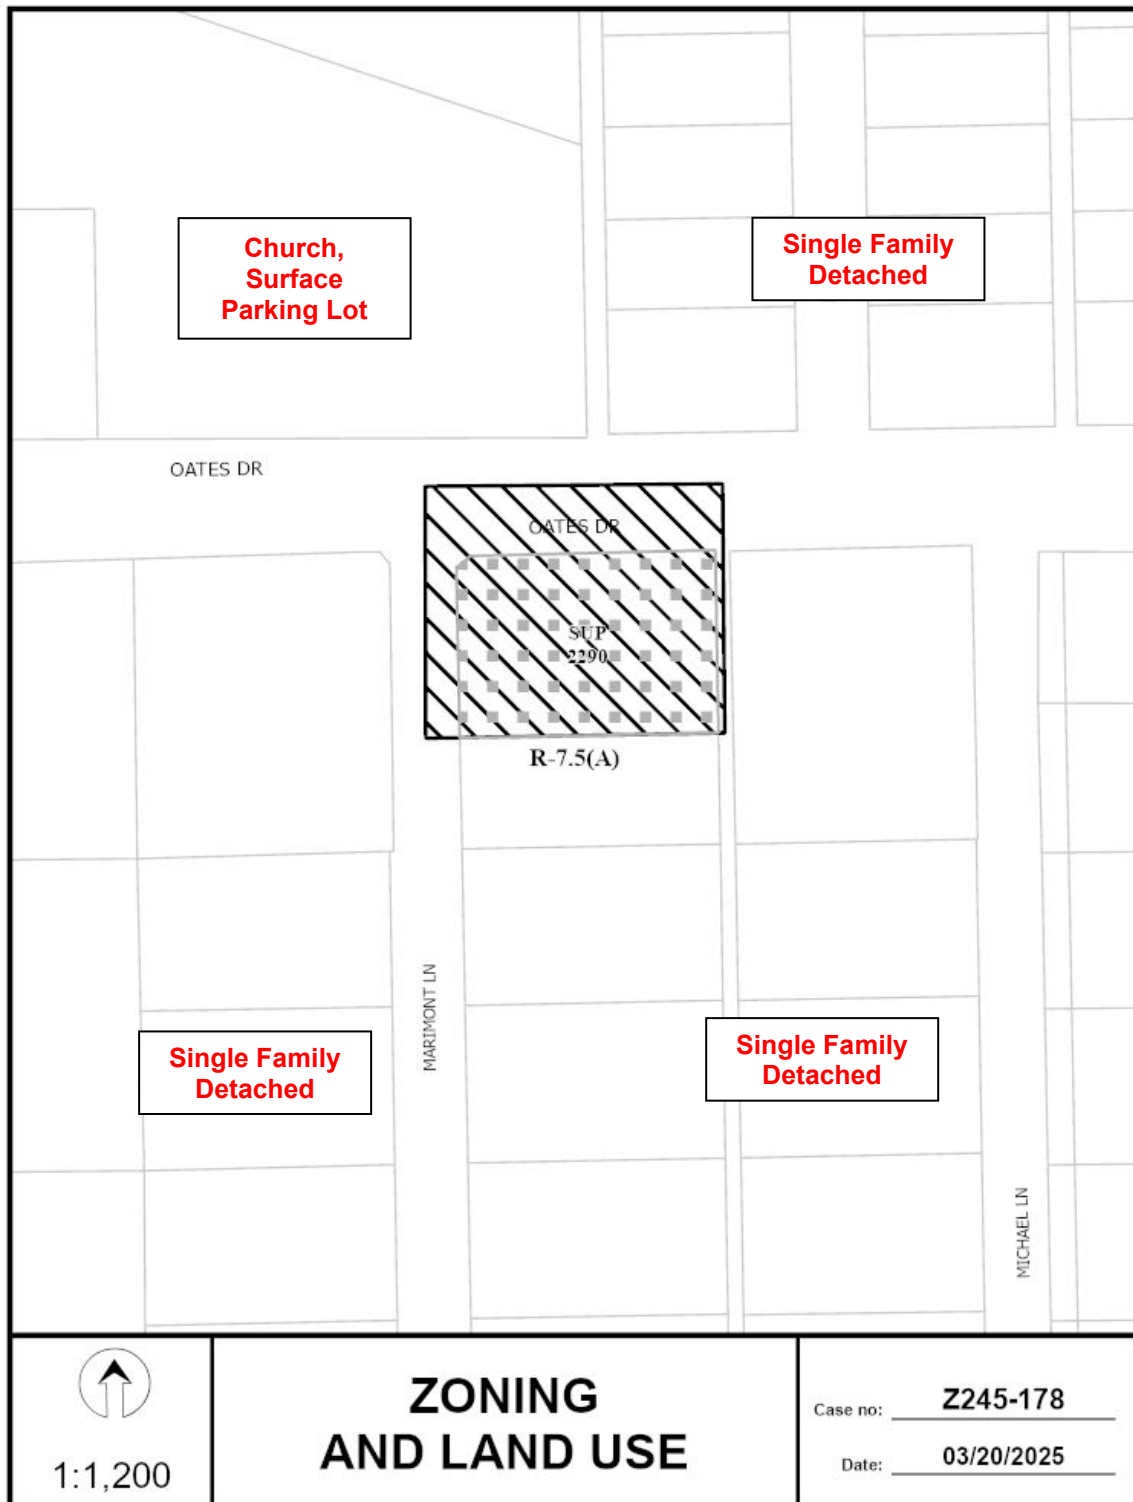 Church,
Surface
Parking Lot
Single Family
Detached
OATES DR
OATES DR
SUP
2290
R-7.5(A)
MARIMONT LN
Single Family
Detached
Single Family
Detached
MICHAEL LN
1:1,200
ZONING
AND LAND USE
Case no: Z245-178
Date: 03/20/2025